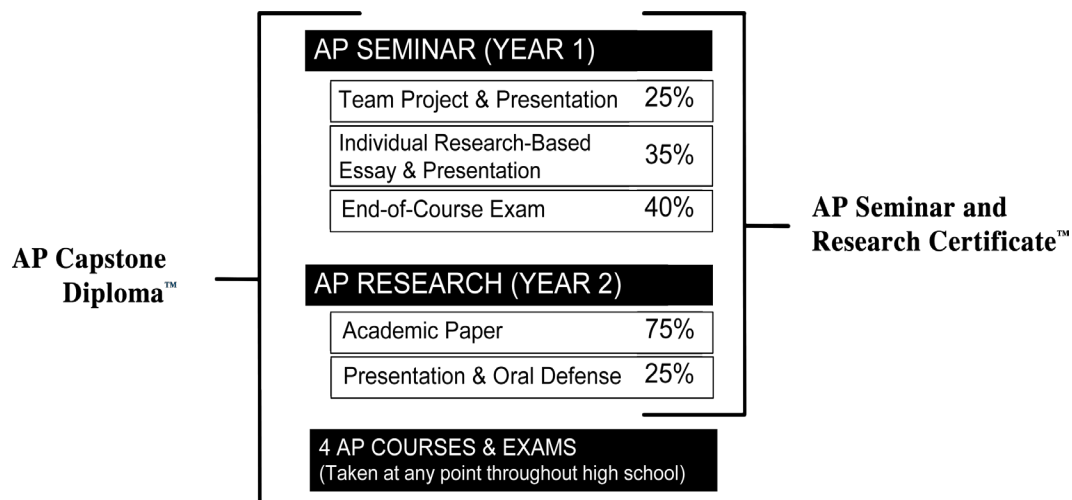 AP SEMINAR (YEAR 1)
Team Project & Presentation 25%
Individual Research-Based
Essay & Presentation 35%
End-of-Course Exam 40%
AP Seminar and
Research Certificate™
AP Capstone
Diploma™
AP RESEARCH (YEAR 2)
Academic Paper 75%
Presentation & Oral Defense 25%
4 AP COURSES & EXAMS
(Taken at any point throughout high school)